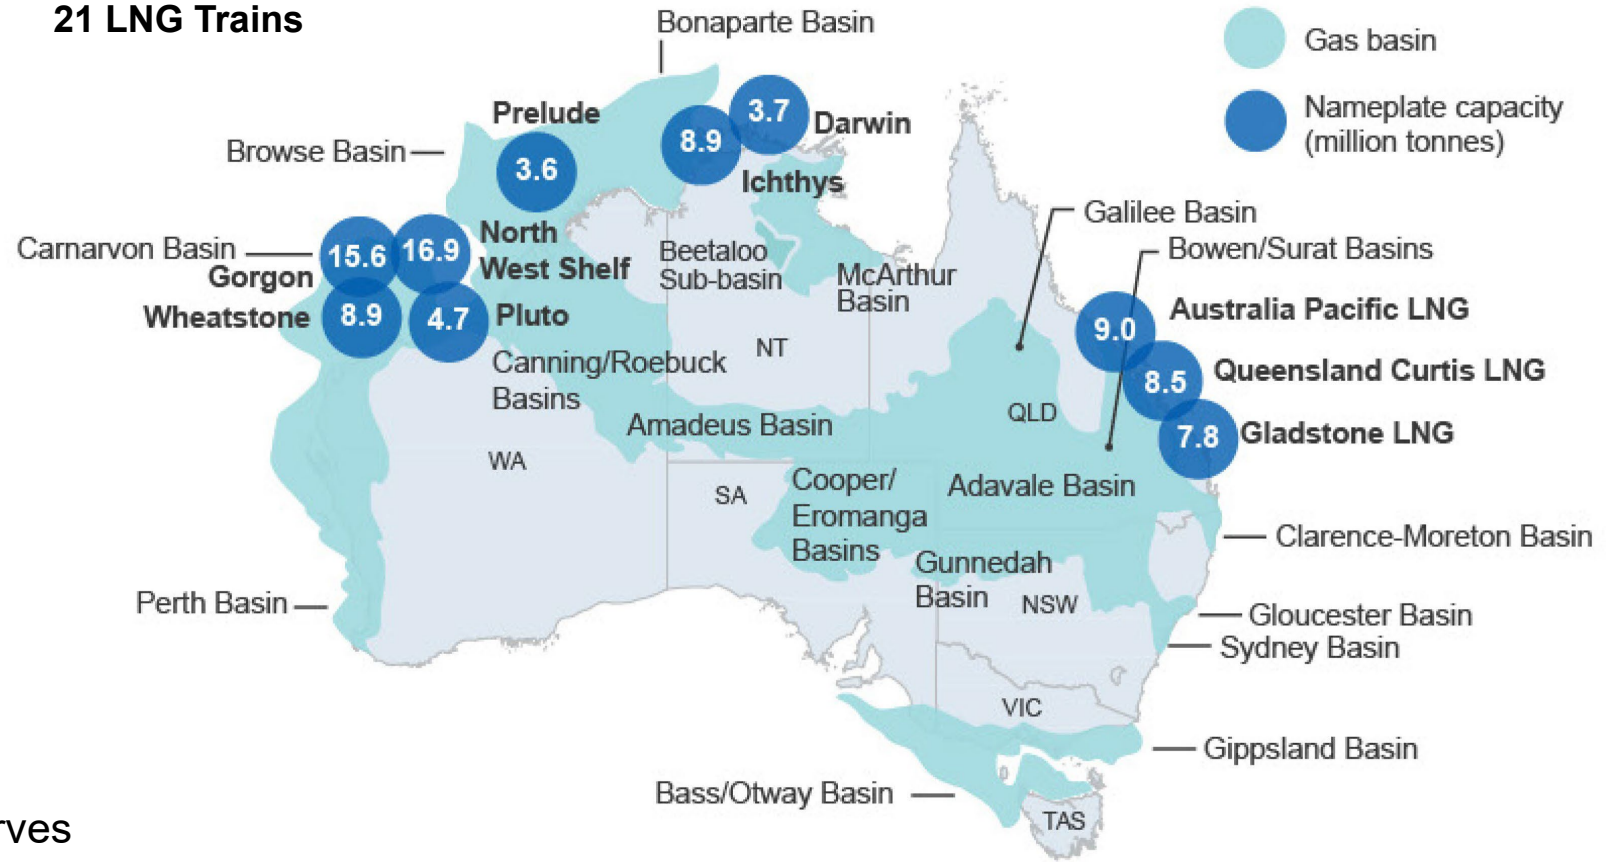 21 LNG Trains
Bonaparte Basin
Gas basin
Nameplate capacity
(million tonnes)
Prelude
3.6
3.7
Darwin
8.9
Ichthys
Browse Basin
Galilee Basin
Bowen/Surat Basins
Carnarvon Basin
15.6
Gorgon
16.9
North
West Shelf
Wheatstone
8.9
4.7
Pluto
Beetaloo
Sub-basin
McArthur
Basin
9.0
Australia Pacific LNG
8.5
Queensland Curtis LNG
7.8
Gladstone LNG
NT
Canning/Roebuck
Basins
QLD
Amadeus Basin
WA
SA
Cooper/
Eromanga
Basins
Adavale Basin
Clarence-Moreton Basin
Gunnedah
Basin
NSW
Perth Basin
Gloucester Basin
Sydney Basin
VIC
Gippsland Basin
Bass/Otway Basin
TAS
rves